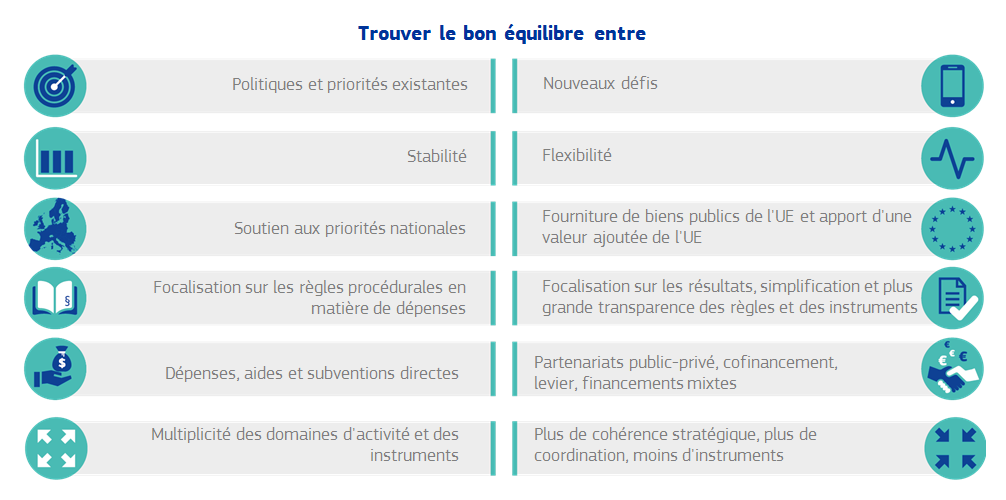 Trouver le bon équilibre entre
Politiques et priorités existantes
Nouveaux défis
Stabilité
Flexibilité
Soutien aux priorités nationales
Fourniture de biens publics de l'UE et apport d'une
valeur ajoutée de l'UE
Focalisation sur les règles procédurales en
matière de dépenses
§
Focalisation sur les résultats, simplification et plus
grande transparence des règles et des instruments
Dépenses, aides et subventions directes
$
Partenariats public-privé, cofinancement,
levier, financements mixtes
€ € € €
Multiplicité des domaines d'activité et des
instruments
Plus de cohérence stratégique, plus de
coordination, moins d'instruments